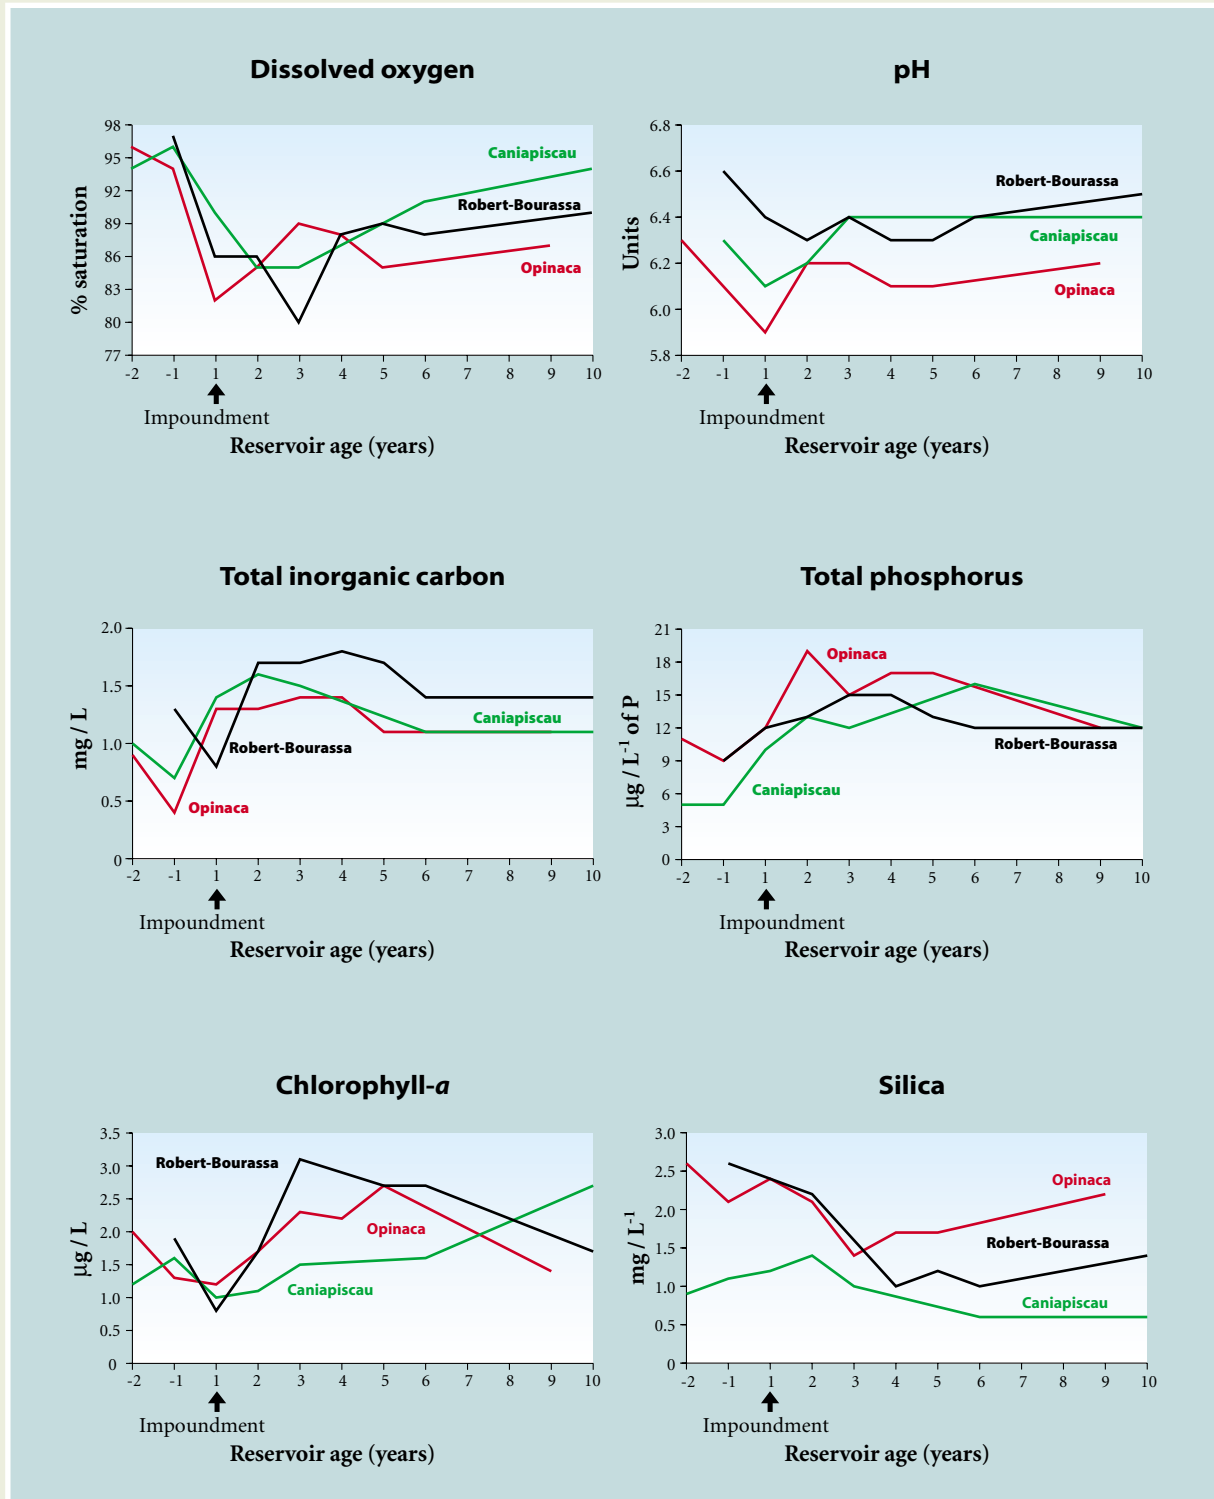 Dissolved oxygen
98
95
92
89
86
83
80
77
% saturation
Caniapiscau
Robert-Bourassa
Opinaca
-2 -1 1 2 3 4 5 6 7 8 9 10
Impoundment
Reservoir age (years)
pH
6.8
6.6
6.4
6.2
6.0
5.8
Units
Robert-Bourassa
Caniapiscau
Opinaca
-2 -1 1 2 3 4 5 6 7 8 9 10
Impoundment
Reservoir age (years)
Total inorganic carbon
2.0
1.5
1.0
0.5
0
mg / L
Caniapiscau
Robert-Bourassa
Opinaca
-2 -1 1 2 3 4 5 6 7 8 9 10
Impoundment
Reservoir age (years)
Total phosphorus
21
18
15
12
9
6
3
0
µg / L-1 of P
Opinaca
Robert-Bourassa
Caniapiscau
-2 -1 1 2 3 4 5 6 7 8 9 10
Impoundment
Reservoir age (years)
Chlorophyll-a
3.5
3.0
2.5
2.0
1.5
1.0
0.5
0
µg / L
Robert-Bourassa
Opinaca
Caniapiscau
-2 -1 1 2 3 4 5 6 7 8 9 10
Impoundment
Reservoir age (years)
Silica
3.0
2.5
2.0
1.5
1.0
0.5
0
mg / L-1
Opinaca
Robert-Bourassa
Caniapiscau
-2 -1 1 2 3 4 5 6 7 8 9 10
Impoundment
Reservoir age (years)